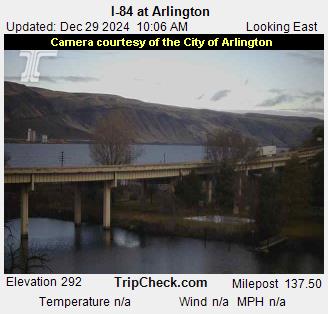 I-84 at Arlington
Updated: Dec 29 2024 10:06 AM Looking East
Camera courtesy of the City of Arlington
Elevation 292 TripCheck.com Milepost 137.50
Temperature n/a Wind n/a MPH n/a